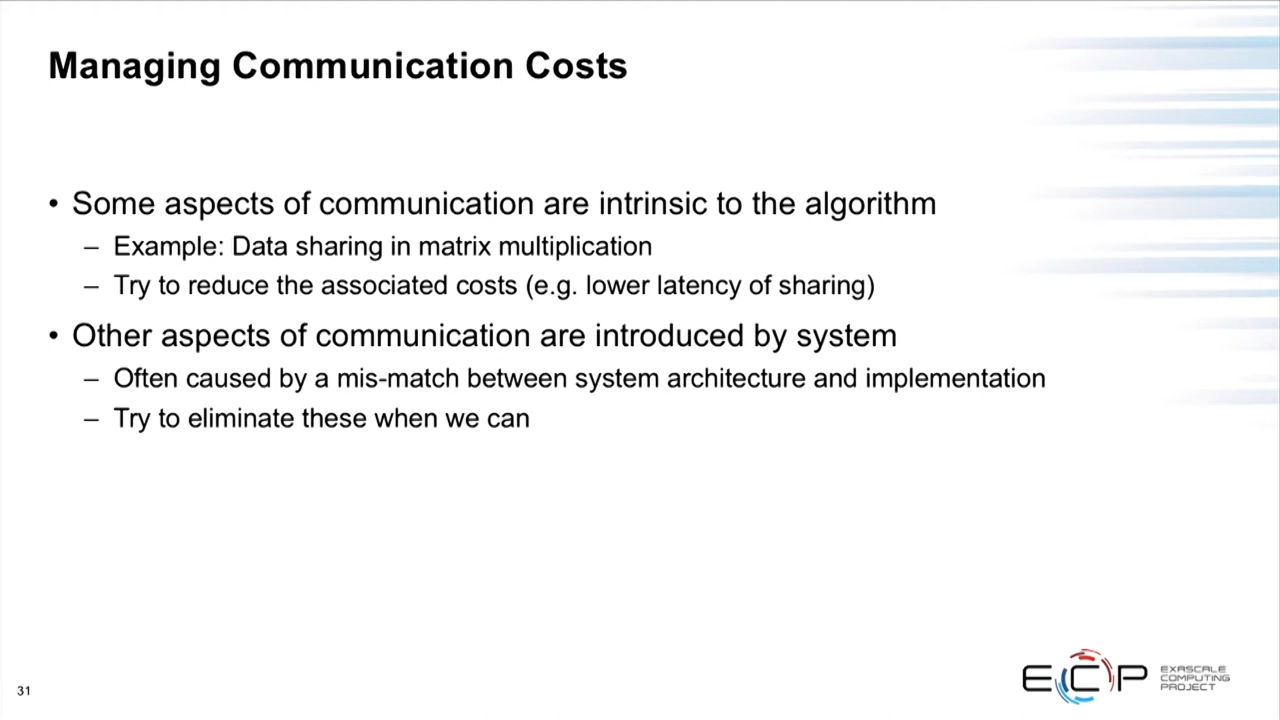 Managing Communication Costs
• Some aspects of communication are intrinsic to the algorithm
– Example: Data sharing in matrix multiplication
– Try to reduce the associated costs (e.g. lower latency of sharing)
• Other aspects of communication are introduced by system
– Often caused by a mis-match between system architecture and implementation
– Try to eliminate these when we can
31
ECP
EXASCALE
COMPUTING
PROJECT